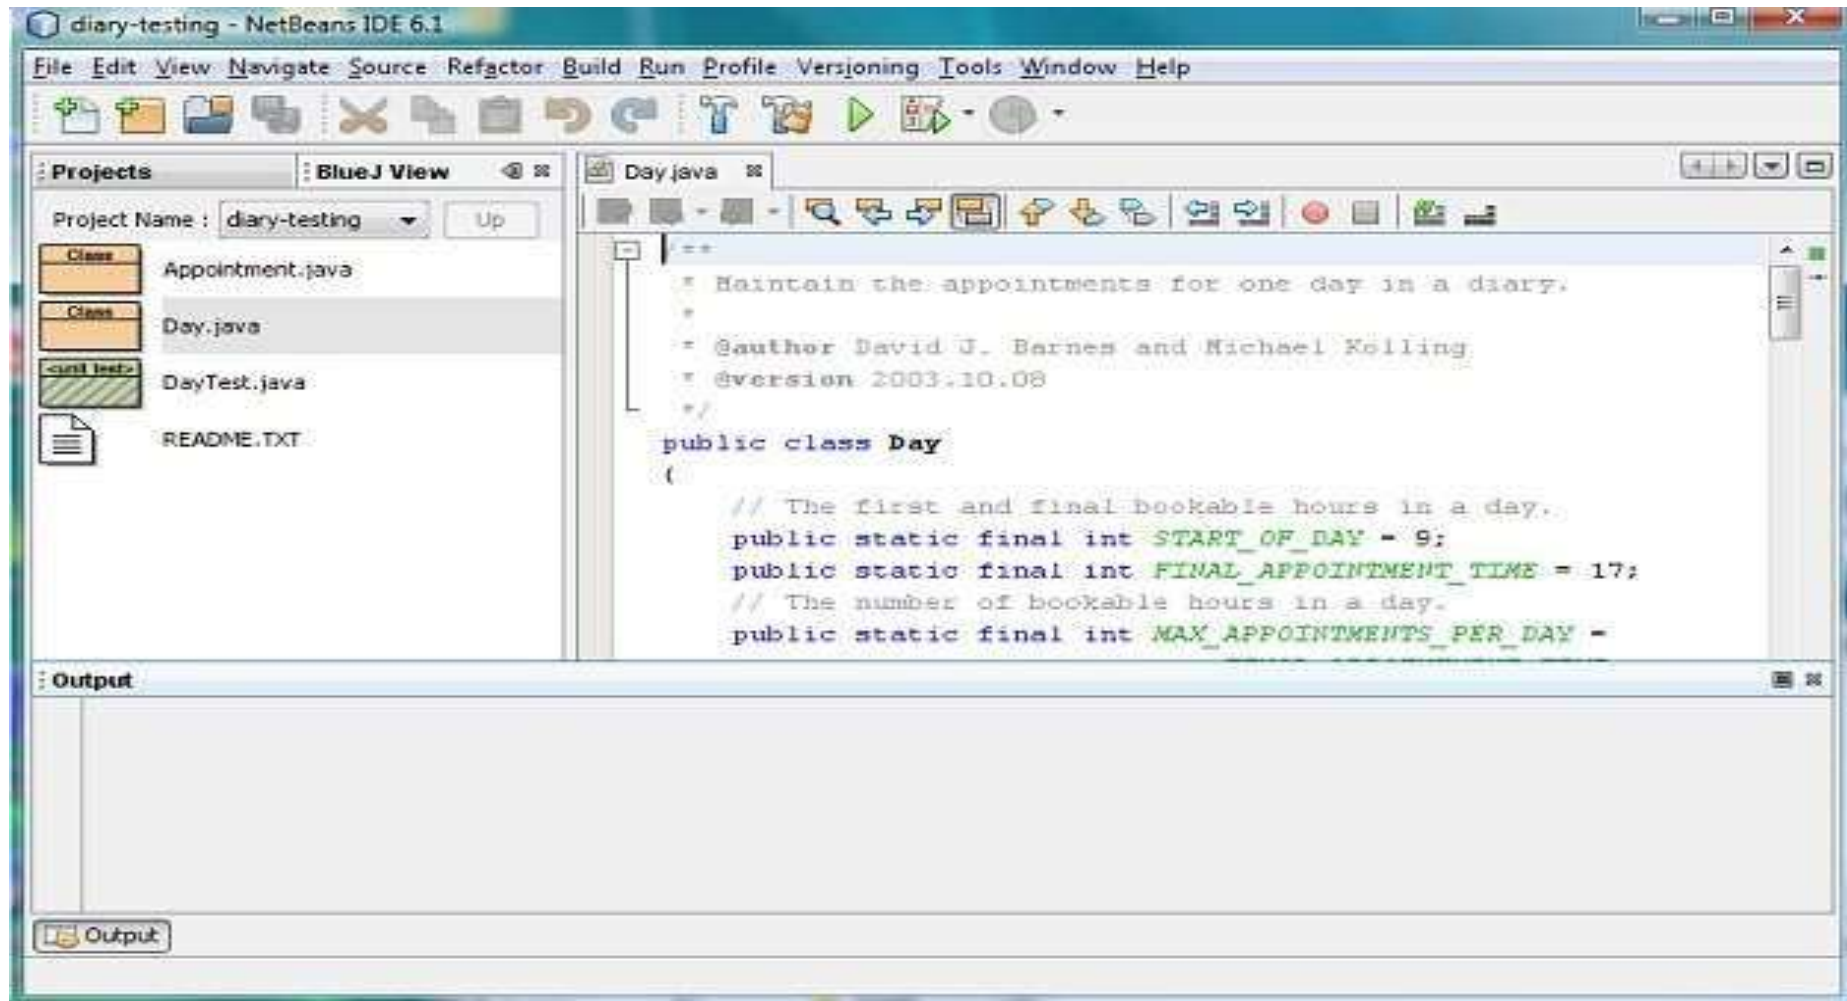 diary-testing - NetBeans IDE 6.1
File Edit View Navigate Source Refactor Build Run Profile Versioning Tools Window Help
Projects
BlueJ View
Project Name : diary-testing
Up
Class
Appointment.java
Class
Day.java
<unit test>
DayTest.java
README.TXT
Day.java
/**
* Maintain the appointments for one day in a diary.
*
* @author David J. Barnes and Michael Kolling
* @version 2003.10.08
*/
public class Day
{
// The first and final bookable hours in a day.
public static final int START_OF_DAY = 9;
public static final int FINAL_APPOINTMENT_TIME = 17;
// The number of bookable hours in a day.
public static final int MAX_APPOINTMENTS_PER_DAY =
Output
Output